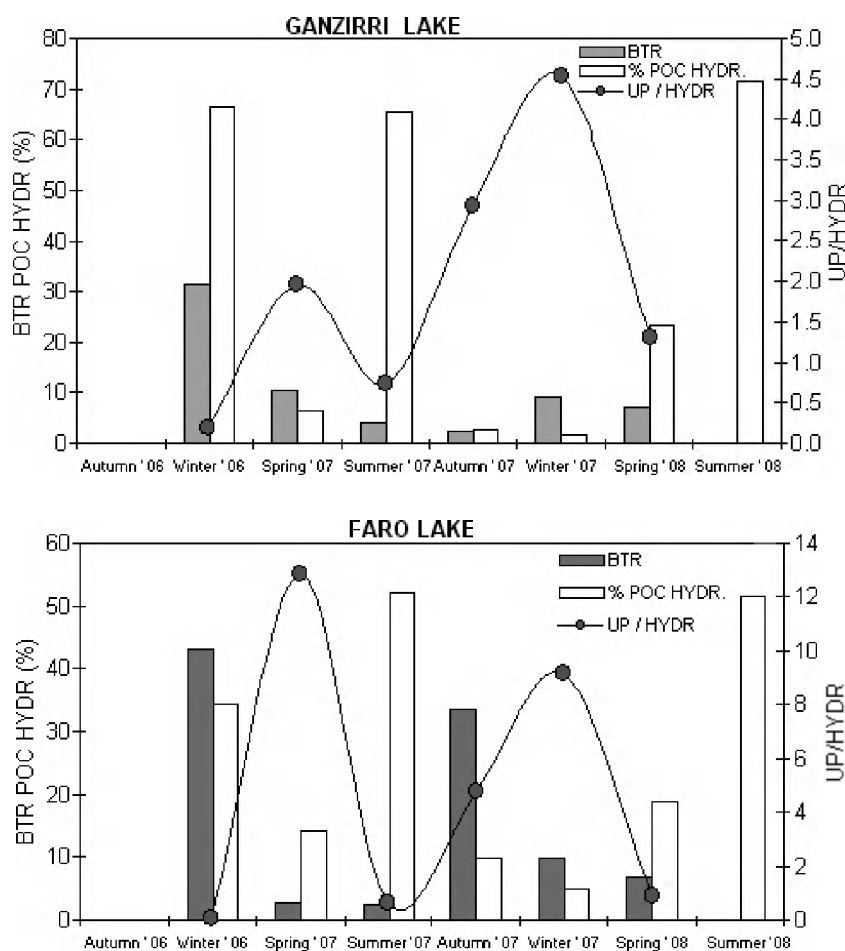 GANZIRRI LAKE
BTR
% POC HYDR.
UP / HYDR
BTR POC HYDR (%)
80
70
60
50
40
30
20
10
0
UP/HYDR
5.0
4.5
4.0
3.5
3.0
2.5
2.0
1.5
1.0
0.5
0.0
Autumn '06 Winter '06 Spring '07 Summer '07 Autumn '07 Winter '07 Spring '08 Summer '08
FARO LAKE
BTR
% POC HYDR.
UP / HYDR
BTR POC HYDR (%)
60
50
40
30
20
10
0
UP/HYDR
14
12
10
8
6
4
2
0
Autumn '06 Winter '06 Spring '07 Summer '07 Autumn '07 Winter '07 Spring '08 Summer '08